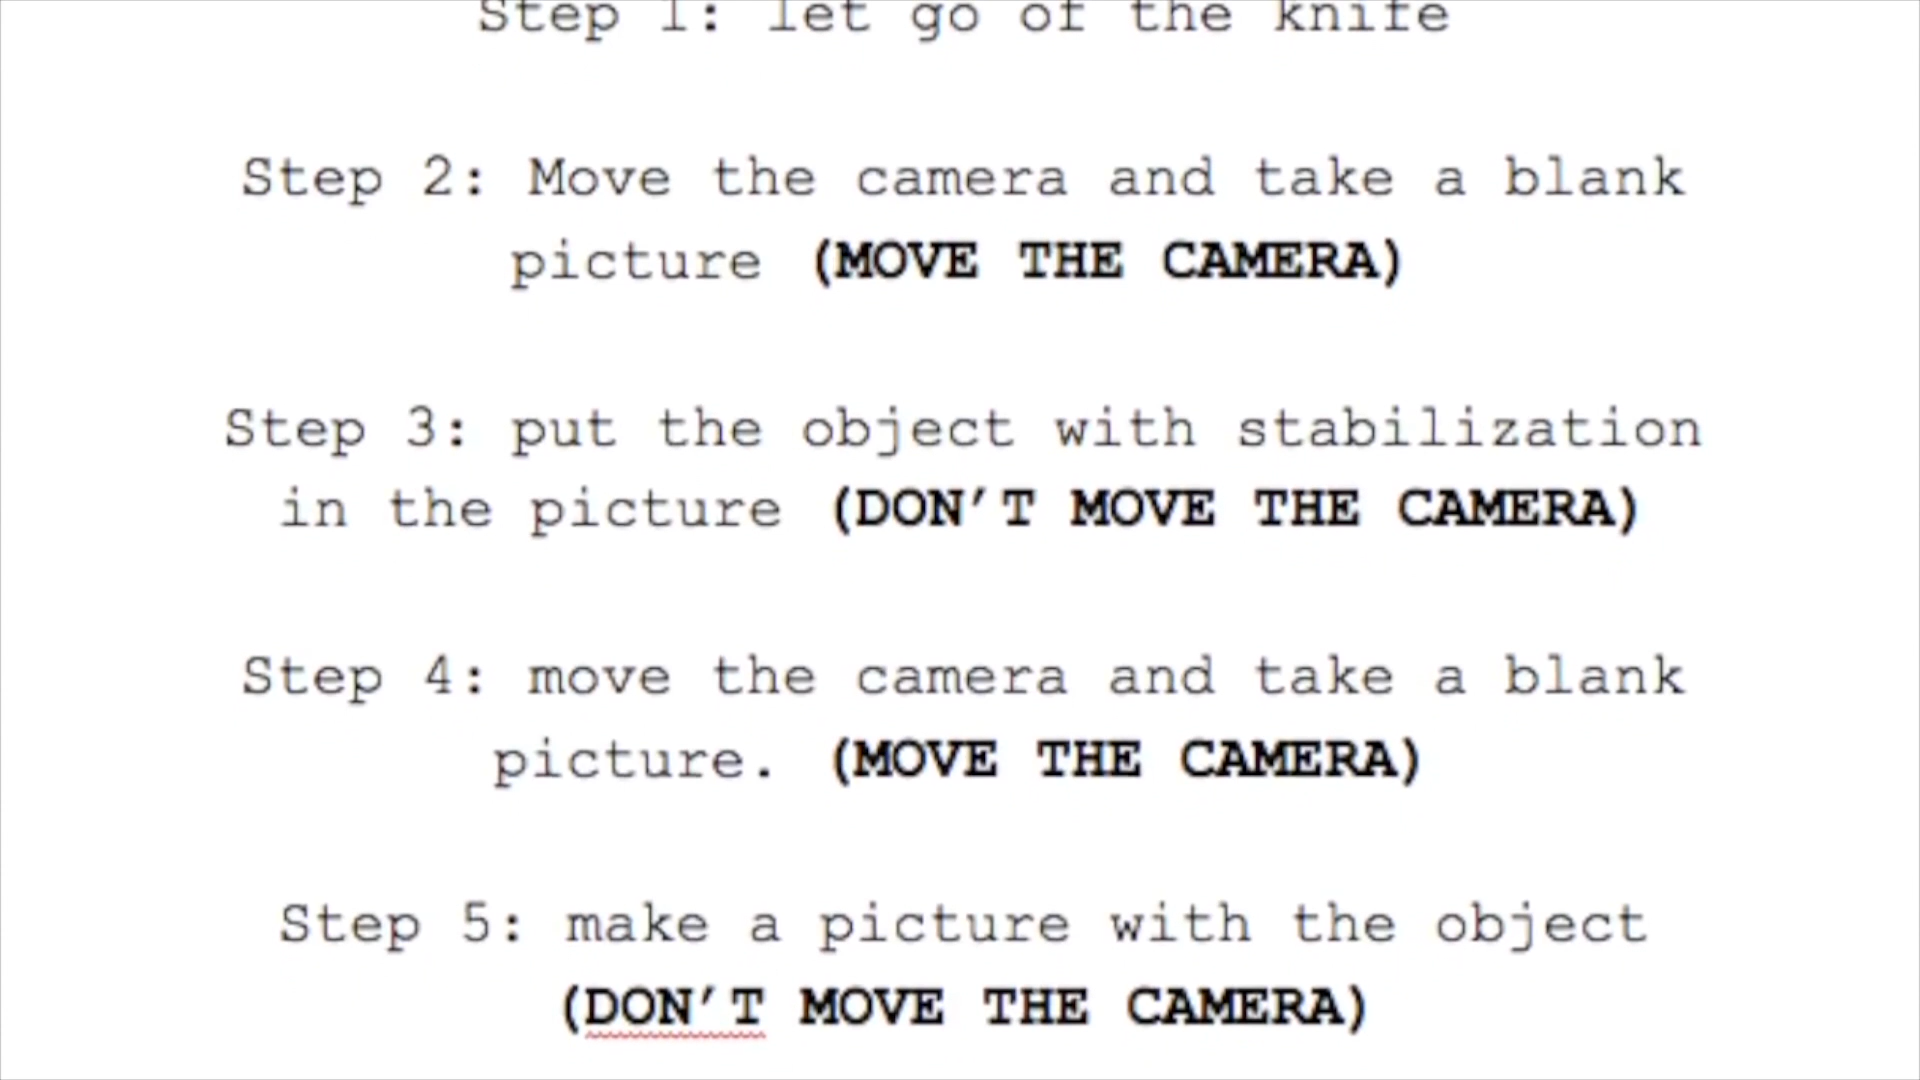 Step 1: let go of the knife
Step 2: Move the camera and take a blank
picture (MOVE THE CAMERA)
Step 3: put the object with stabilization
in the picture (DON’T MOVE THE CAMERA)
Step 4: move the camera and take a blank
picture. (MOVE THE CAMERA)
Step 5: make a picture with the object
(DON’T MOVE THE CAMERA)